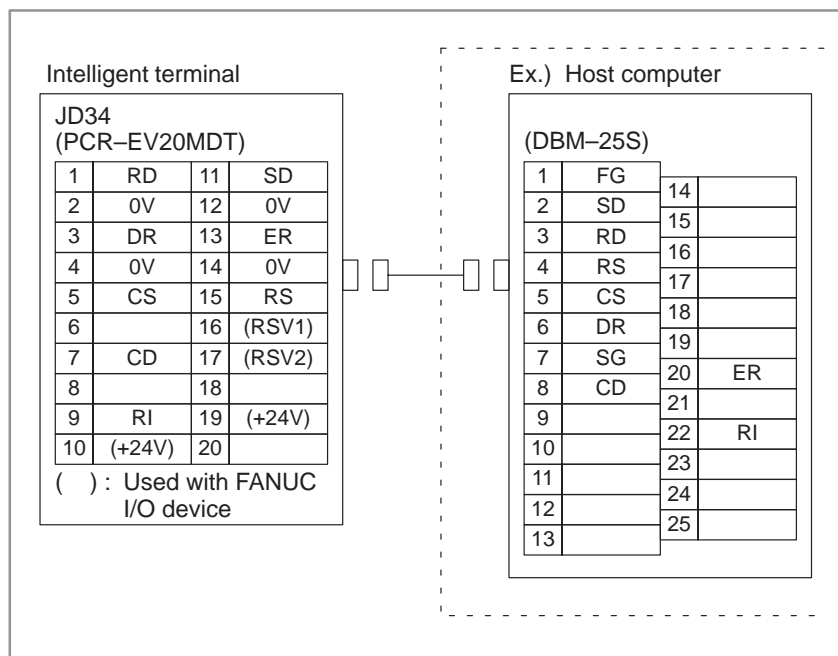 Intelligent terminal
JD34
(PCR–EV20MDT)
1 RD 11 SD
2 0V 12 0V
3 DR 13 ER
4 0V 14 0V
5 CS 15 RS
6 16 (RSV1)
7 CD 17 (RSV2)
8 18
9 RI 19 (+24V)
10 (+24V) 20
( ) : Used with FANUC
I/O device
Ex.) Host computer
(DBM–25S)
1 FG
2 SD
3 RD
4 RS
5 CS
6 DR
7 SG
8 CD
9
10
11
12
13
14
15
16
17
18
19
20 ER
21
22 RI
23
24
25